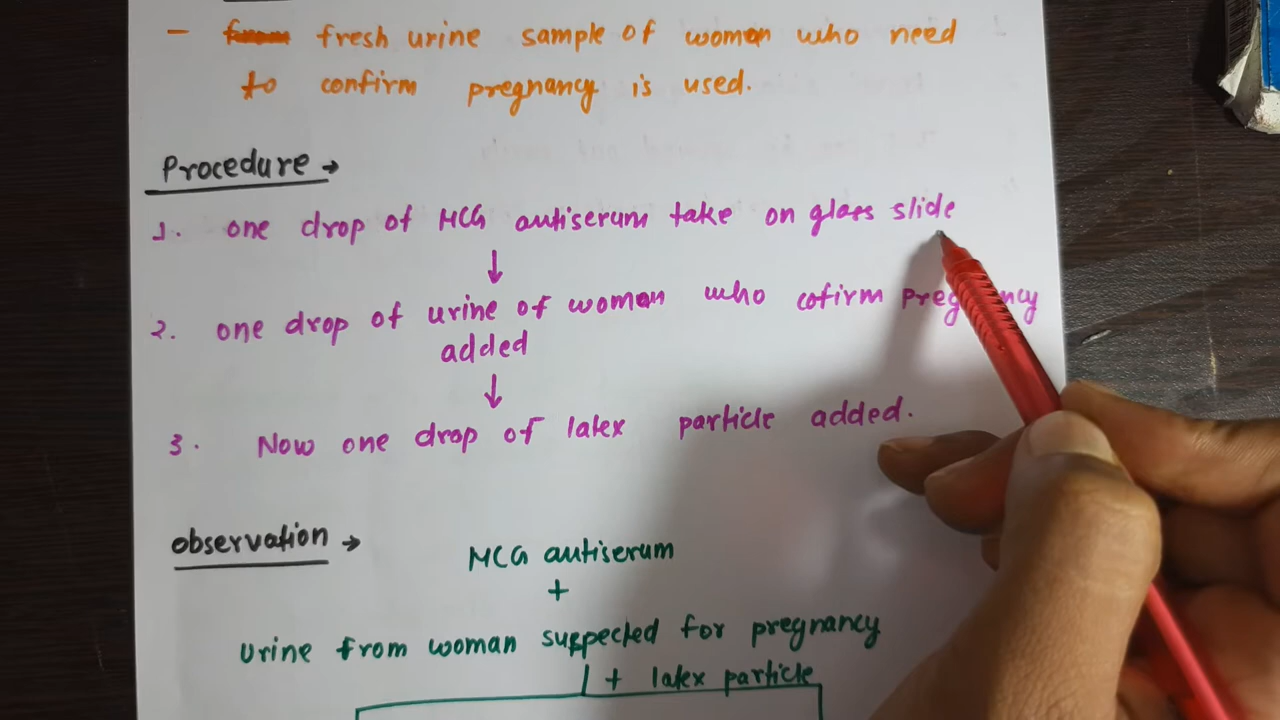 - fresh urine sample of woman who need
to confirm pregnancy is used.
Procedure →
1. one drop of HCG antiserum take on glass slide
↓
2. one drop of urine of woman who cofirm pregnancy
added
↓
3. Now one drop of latex particle added.
observation →
HCG antiserum
+
Urine from woman suspected for pregnancy
+ latex particle